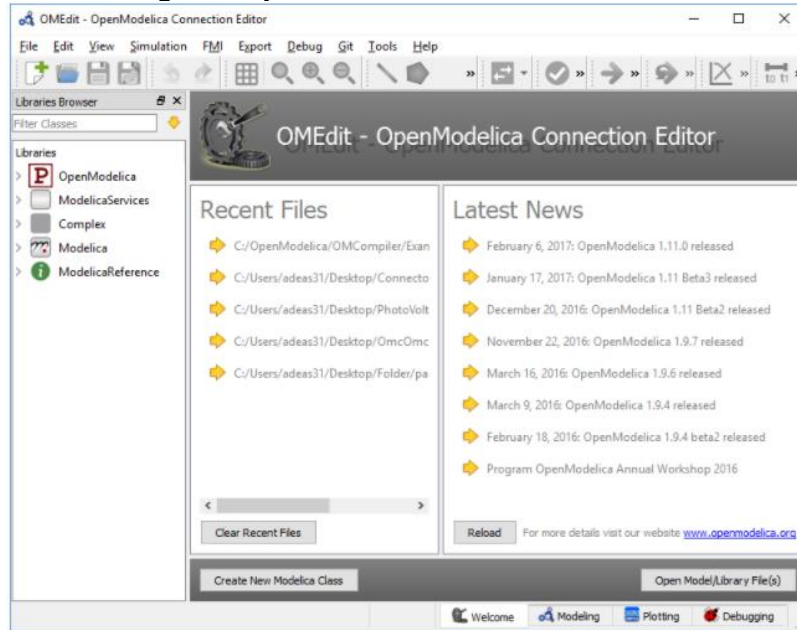 OMEdit - OpenModelica Connection Editor
File Edit View Simulation FMI Export Debug Git Tools Help
» » » » to t1
Libraries Browser
Filter Classes
Libraries
OpenModelica
ModelicaServices
Complex
Modelica
ModelicaReference
OMEdit - OpenModelica Connection Editor
Recent Files
C:/OpenModelica/OMCompiler/Exan
C:/Users/adeas31/Desktop/Connecto
C:/Users/adeas31/Desktop/PhotoVolt
C:/Users/adeas31/Desktop/OmcOmc
C:/Users/adeas31/Desktop/Folder/pa
Clear Recent Files
Latest News
February 6, 2017: OpenModelica 1.11.0 released
January 17, 2017: OpenModelica 1.11 Beta3 released
December 20, 2016: OpenModelica 1.11 Beta2 released
November 22, 2016: OpenModelica 1.9.7 released
March 16, 2016: OpenModelica 1.9.6 released
March 9, 2016: OpenModelica 1.9.4 released
February 18, 2016: OpenModelica 1.9.4 beta2 released
Program OpenModelica Annual Workshop 2016
Reload For more details visit our website www.openmodelica.org
Create New Modelica Class Open Model/Library File(s)
Welcome Modeling Plotting Debugging